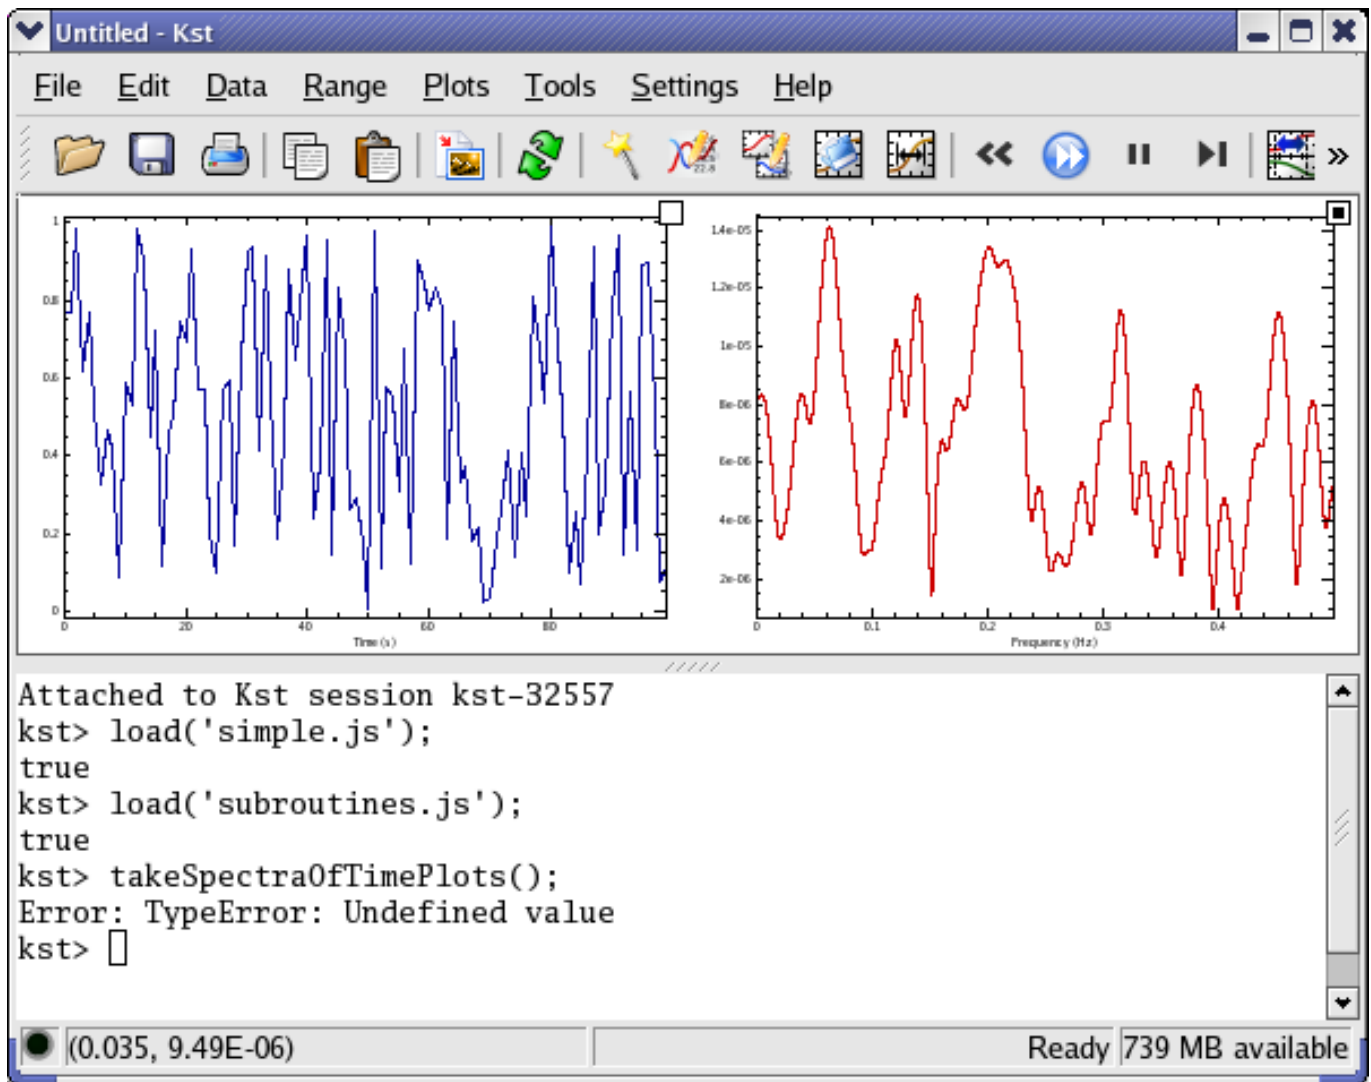 Untitled - Kst
File Edit Data Range Plots Tools Settings Help
22.8
1
0.8
0.6
0.4
0.2
0
0 20 40 60 80
Time (s)
1.4e-05
1.2e-05
1e-05
8e-06
6e-06
4e-06
2e-06
0 0.1 0.2 0.3 0.4
Frequency (Hz)
Attached to Kst session kst-32557
kst> load('simple.js');
true
kst> load('subroutines.js');
true
kst> takeSpectraOfTimePlots();
Error: TypeError: Undefined value
kst>
(0.035, 9.49E-06) Ready 739 MB available